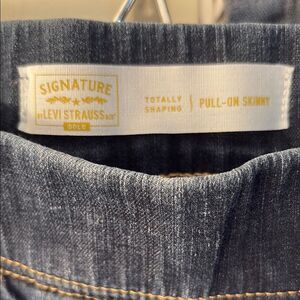 SIGNATURE
BY LEVI STRAUSS & CO
GOLD
TOTALLY
SHAPING
PULL-ON SKINNY